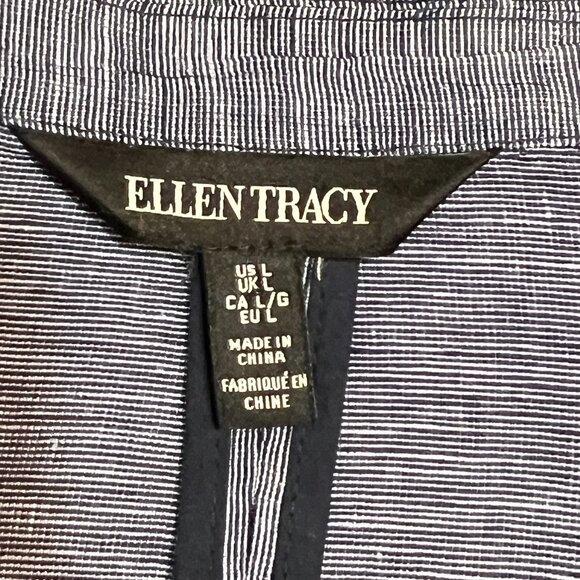 ELLEN TRACY
US L
UK L
CA L/G
EU L
MADE IN
CHINA
FABRIQUÉ EN
CHINE